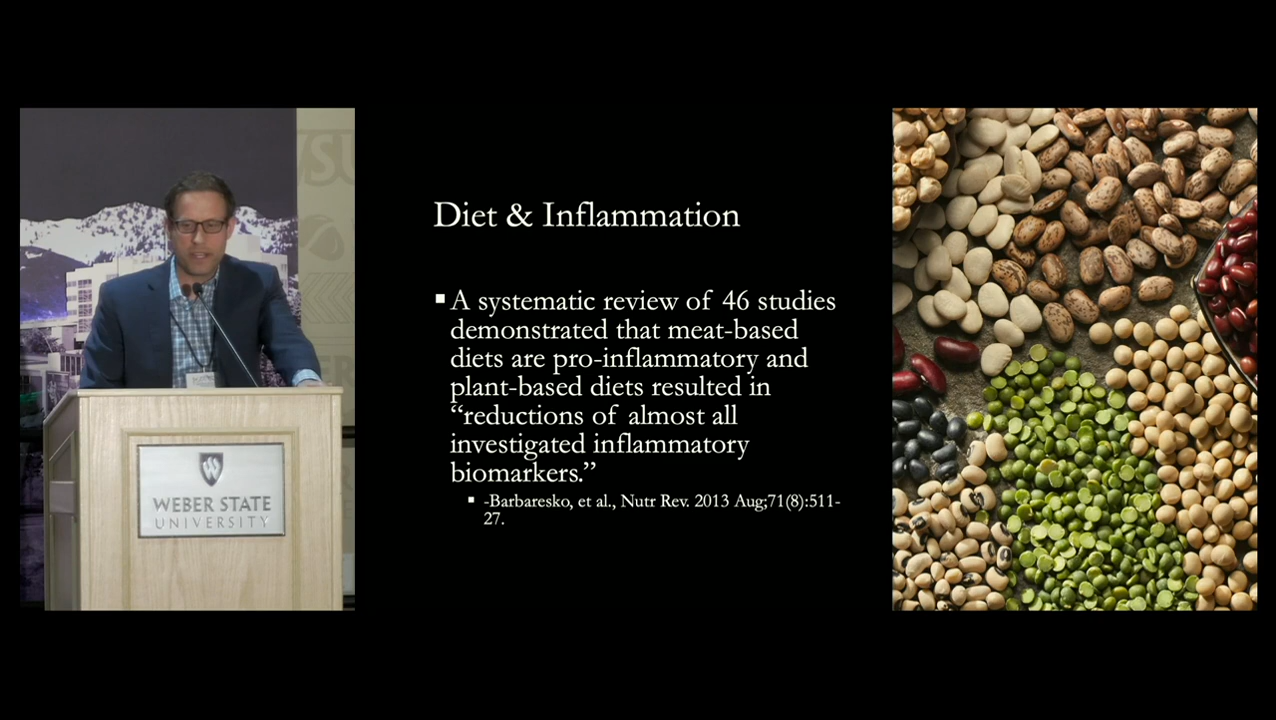 WSU
Diet & Inflammation
▪ A systematic review of 46 studies
demonstrated that meat-based
diets are pro-inflammatory and
plant-based diets resulted in
“reductions of almost all
investigated inflammatory
biomarkers.”
▪ -Barbaresko, et al., Nutr Rev. 2013 Aug;71(8):511-
27.
W
WEBER STATE
UNIVERSITY